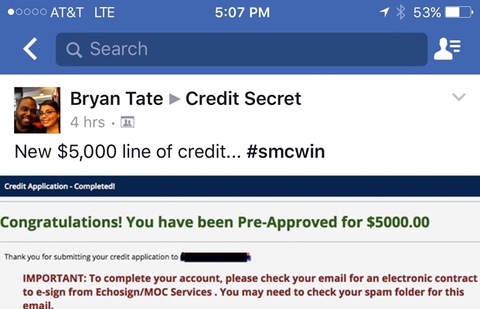 AT&T LTE 5:07 PM 53%
Search
Bryan Tate ▸ Credit Secret
4 hrs ·
New $5,000 line of credit... #smcwin
Credit Application - Completed!
Congratulations! You have been Pre-Approved for $5000.00
Thank you for submitting your credit application to
IMPORTANT: To complete your account, please check your email for an electronic contract
to e-sign from Echosign/MOC Services . You may need to check your spam folder for this
email.